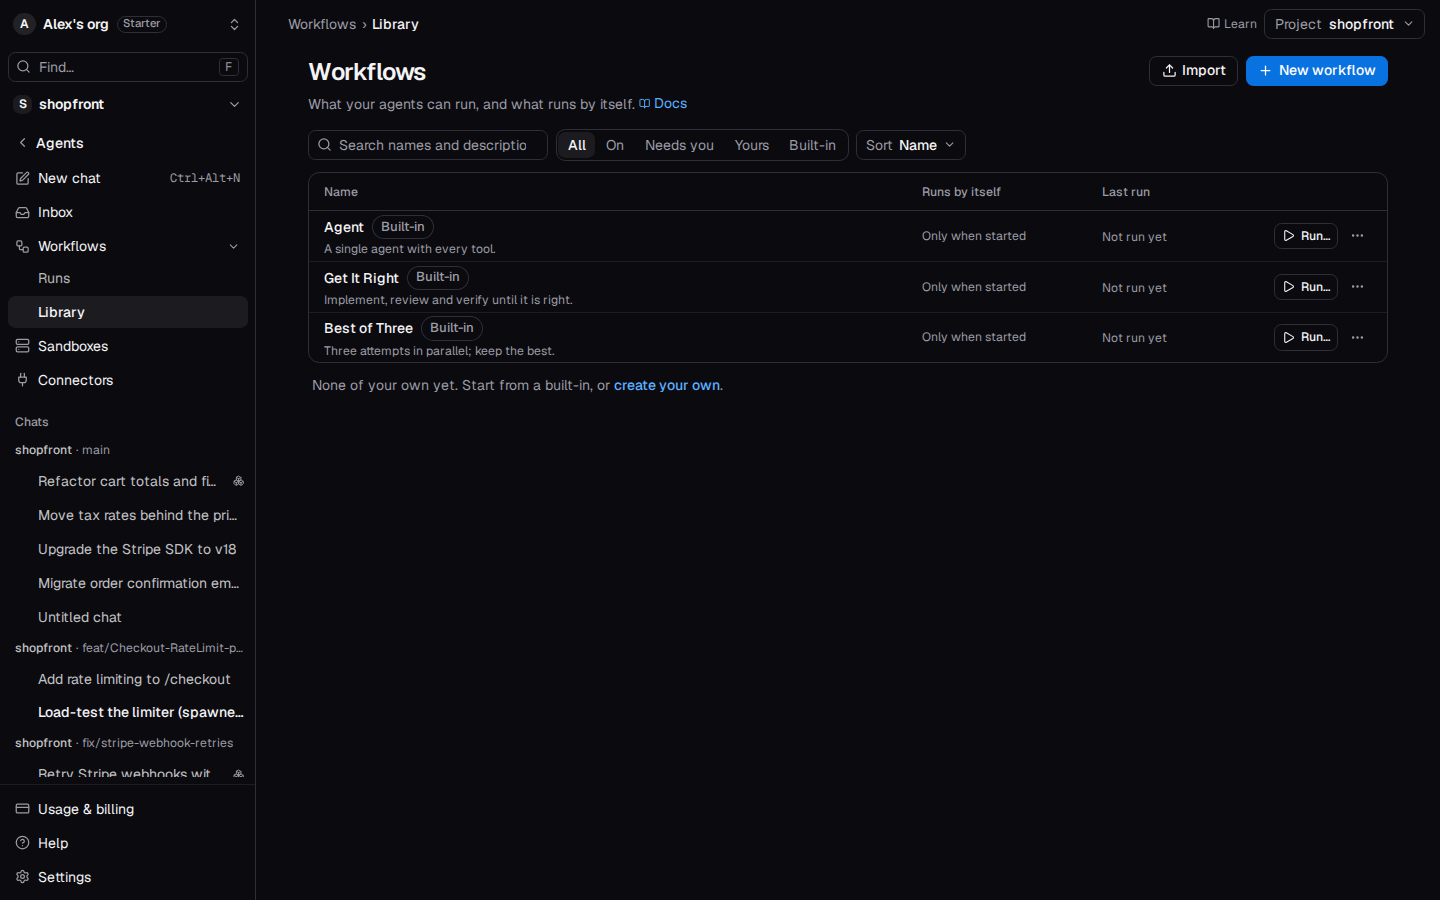 A Alex's org Starter
Find... F
S shopfront
Agents
New chat Ctrl+Alt+N
Inbox
Workflows
Runs
Library
Sandboxes
Connectors
Chats
shopfront · main
Refactor cart totals and fi...
Move tax rates behind the pri...
Upgrade the Stripe SDK to v18
Migrate order confirmation em...
Untitled chat
shopfront · feat/Checkout-RateLimit-p...
Add rate limiting to /checkout
Load-test the limiter (spawne...
shopfront · fix/stripe-webhook-retries
Retry Stripe webhooks wit...
Usage & billing
Help
Settings
Workflows › Library
Learn
Project shopfront
Workflows
Import
New workflow
What your agents can run, and what runs by itself. Docs
Search names and descriptio
All On Needs you Yours Built-in
Sort Name
Name Runs by itself Last run
Agent Built-in
A single agent with every tool.
Only when started Not run yet Run...
Get It Right Built-in
Implement, review and verify until it is right.
Only when started Not run yet Run...
Best of Three Built-in
Three attempts in parallel; keep the best.
Only when started Not run yet Run...
None of your own yet. Start from a built-in, or create your own.